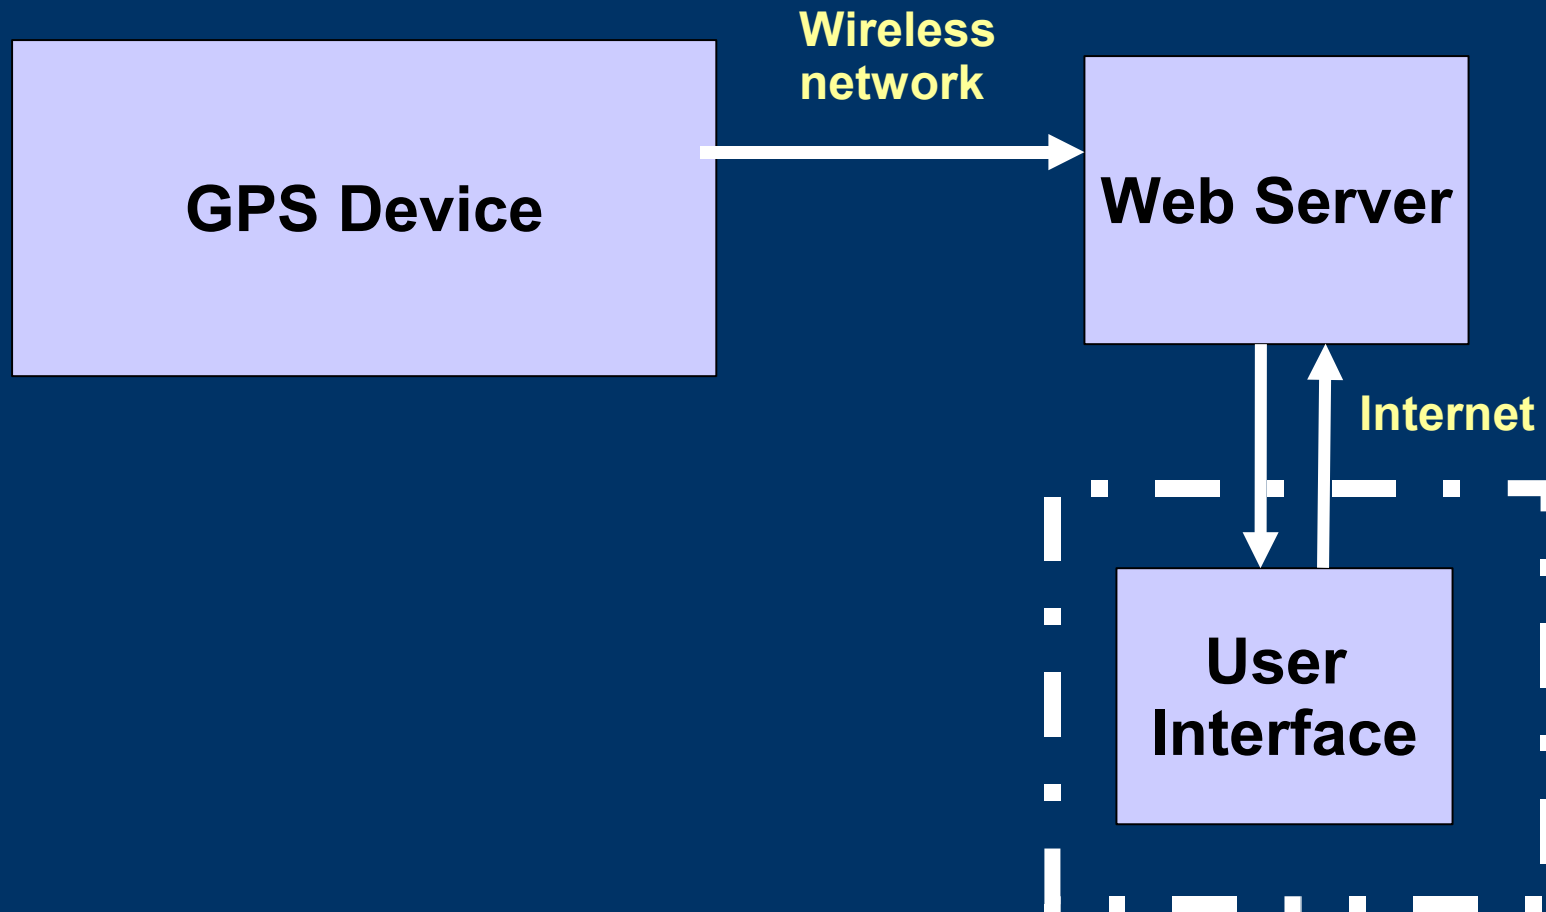 Wireless
network
GPS Device
Web Server
Internet
User
Interface